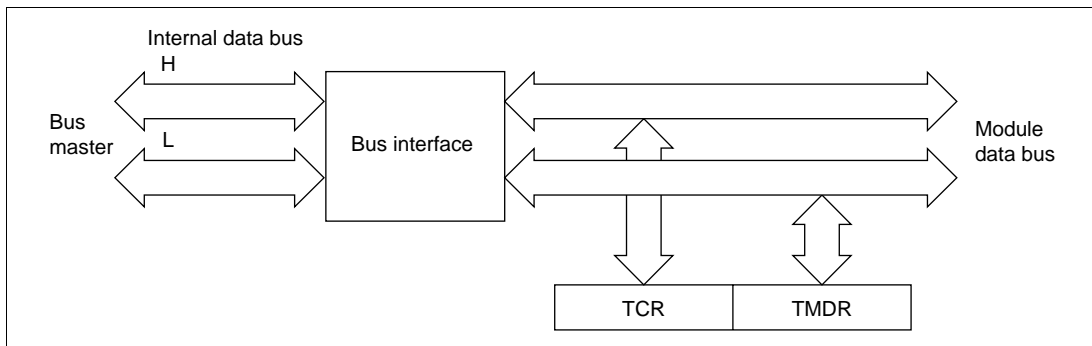 Internal data bus
H
Bus
master
L
Bus interface
Module
data bus
TCR
TMDR